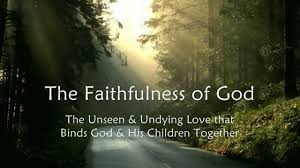 The Faithfulness of God
The Unseen & Undying Love that
Binds God & His Children Together